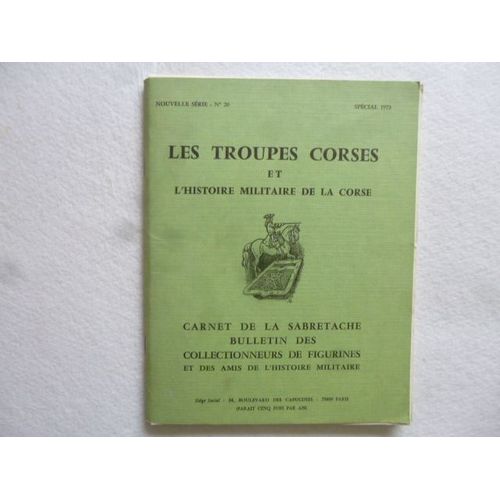 NOUVELLE SÉRIE - N° 20
SPÉCIAL 1973
LES TROUPES CORSES
ET
L'HISTOIRE MILITAIRE DE LA CORSE
CARNET DE LA SABRETACHE
BULLETIN DES
COLLECTIONNEURS DE FIGURINES
ET DES AMIS DE L'HISTOIRE MILITAIRE
Siège Social : BOULEVARD DES CAPUCINES - PARIS
(PARAIT CINQ FOIS PAR AN)